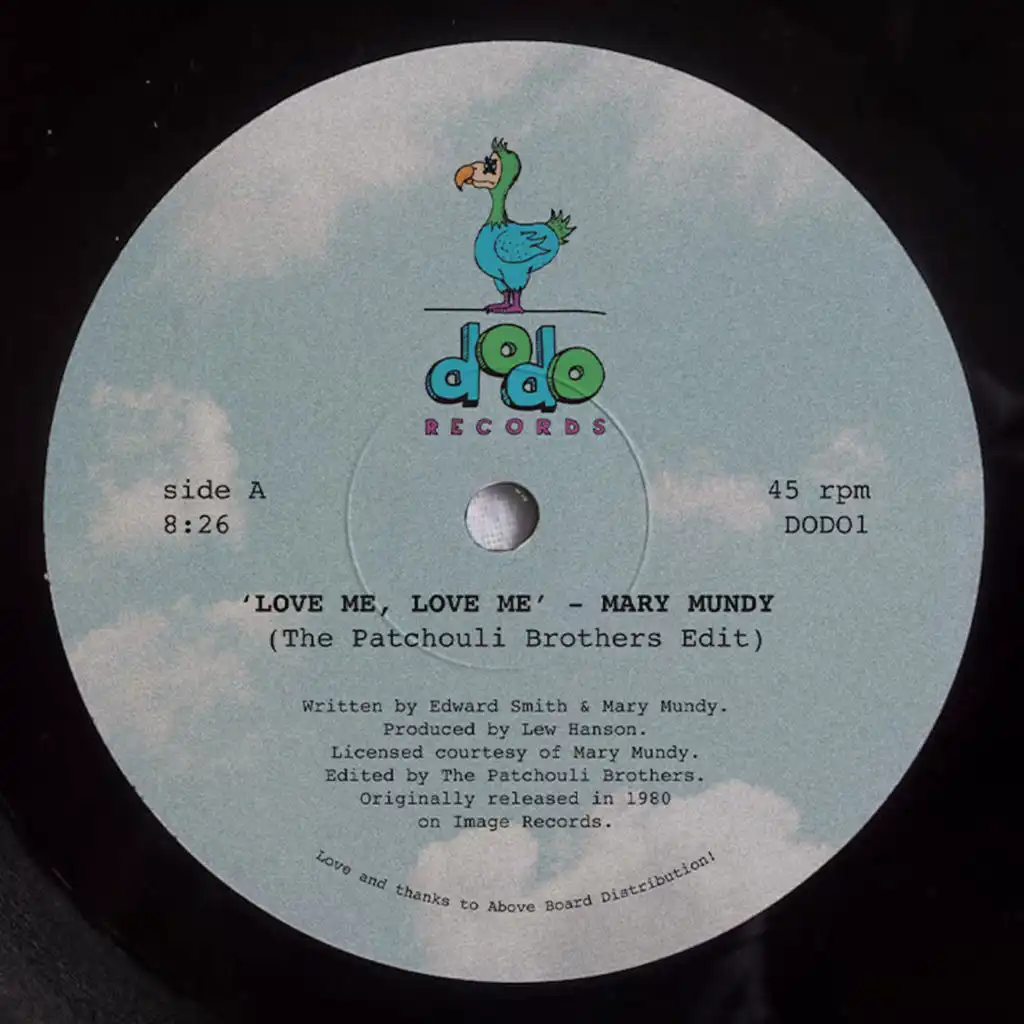 dodo
RECORDS
side A
8:26
45 rpm
DODO1
‘LOVE ME, LOVE ME’ – MARY MUNDY
(The Patchouli Brothers Edit)
Written by Edward Smith & Mary Mundy.
Produced by Lew Hanson.
Licensed courtesy of Mary Mundy.
Edited by The Patchouli Brothers.
Originally released in 1980
on Image Records.
Love and thanks to Above Board Distribution!